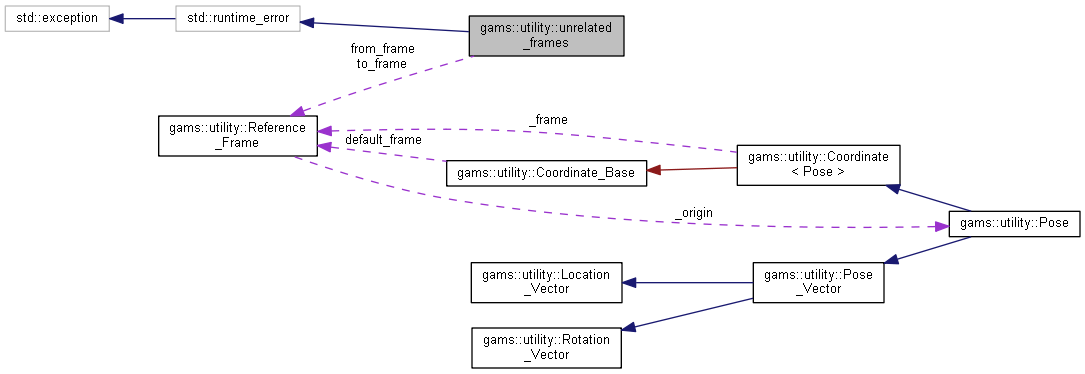 std::exception
std::runtime_error
gams::utility::unrelated
_frames
from_frame
to_frame
gams::utility::Reference
_Frame
_frame
default_frame
gams::utility::Coordinate_Base
gams::utility::Coordinate
< Pose >
_origin
gams::utility::Pose
gams::utility::Location
_Vector
gams::utility::Pose
_Vector
gams::utility::Rotation
_Vector